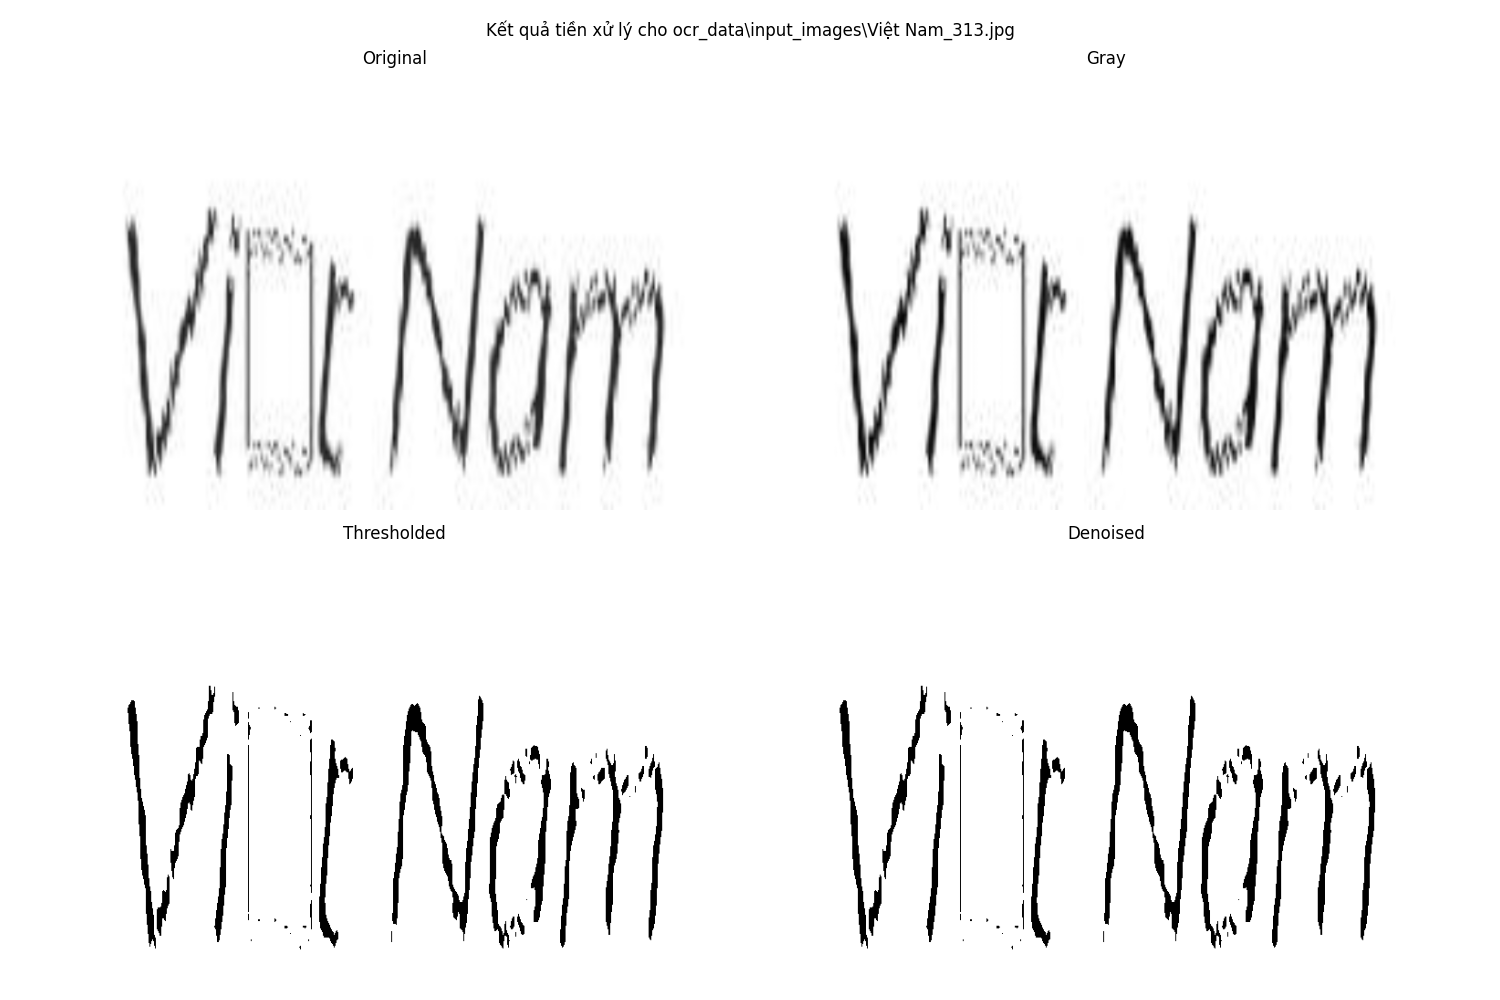 Kết quả tiền xử lý cho ocr_data\input_images\Việt Nam_313.jpg
Original
Gray
Vi□t Nam
Vi□t Nam
Thresholded
Denoised
Vi□t Nam
Vi□t Nam